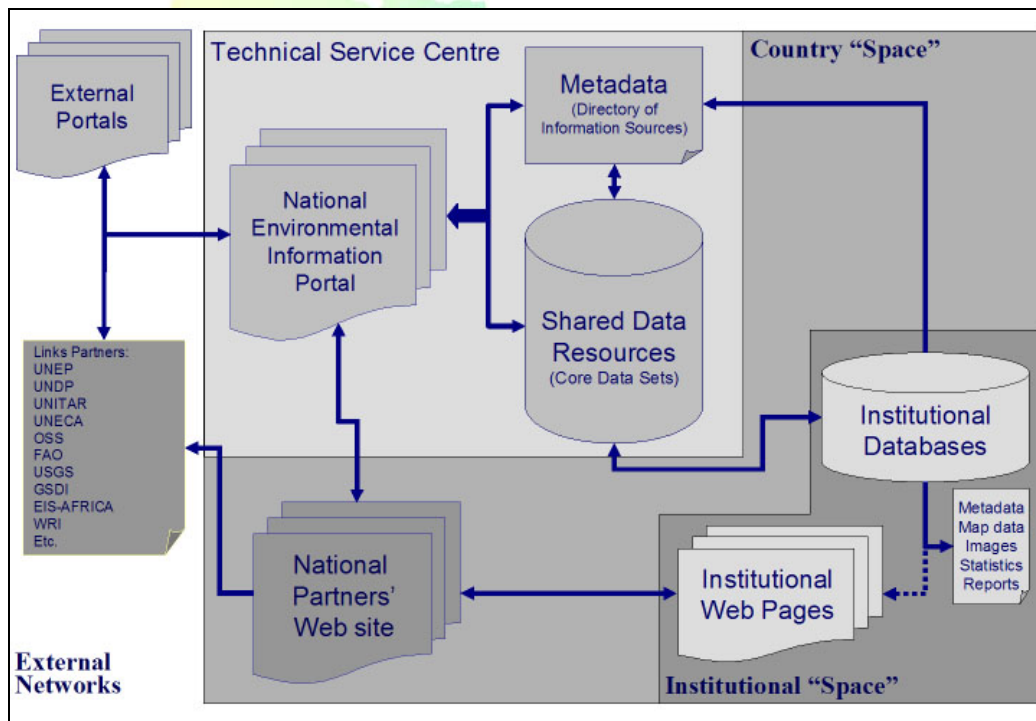 External
Portals
Technical Service Centre
Country “Space”
Metadata
(Directory of
Information Sources)
National
Environmental
Information
Portal
Shared Data
Resources
(Core Data Sets)
Links Partners:
UNEP
UNDP
UNITAR
UNECA
OSS
FAO
USGS
GSDI
EIS-AFRICA
WRI
Etc.
Institutional
Databases
Metadata
Map data
Images
Statistics
Reports
National
Partners’
Web site
Institutional
Web Pages
External
Networks
Institutional “Space”